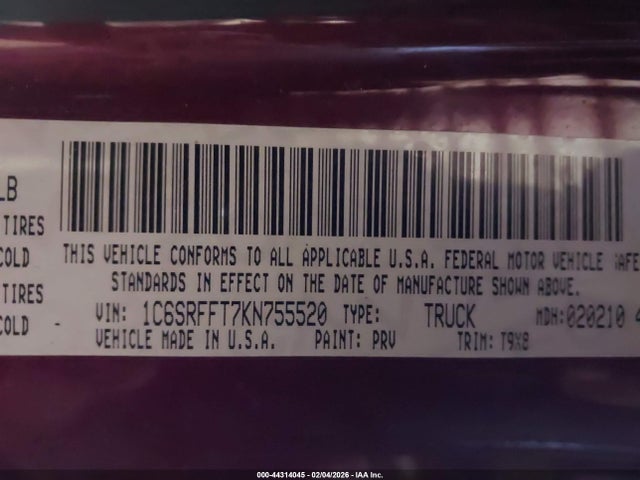 LB
TIRES
COLD
TIRES
COLD
THIS VEHICLE CONFORMS TO ALL APPLICABLE U.S.A. FEDERAL MOTOR VEHICLE SAFE
STANDARDS IN EFFECT ON THE DATE OF MANUFACTURE SHOWN ABOVE.
VIN: 1C6SRFFT7KN755520 TYPE: TRUCK MDH:020210 4
VEHICLE MADE IN U.S.A. PAINT: PRV TRIM: T9X8
000-44314045 - 02/04/2026 - IAA Inc.